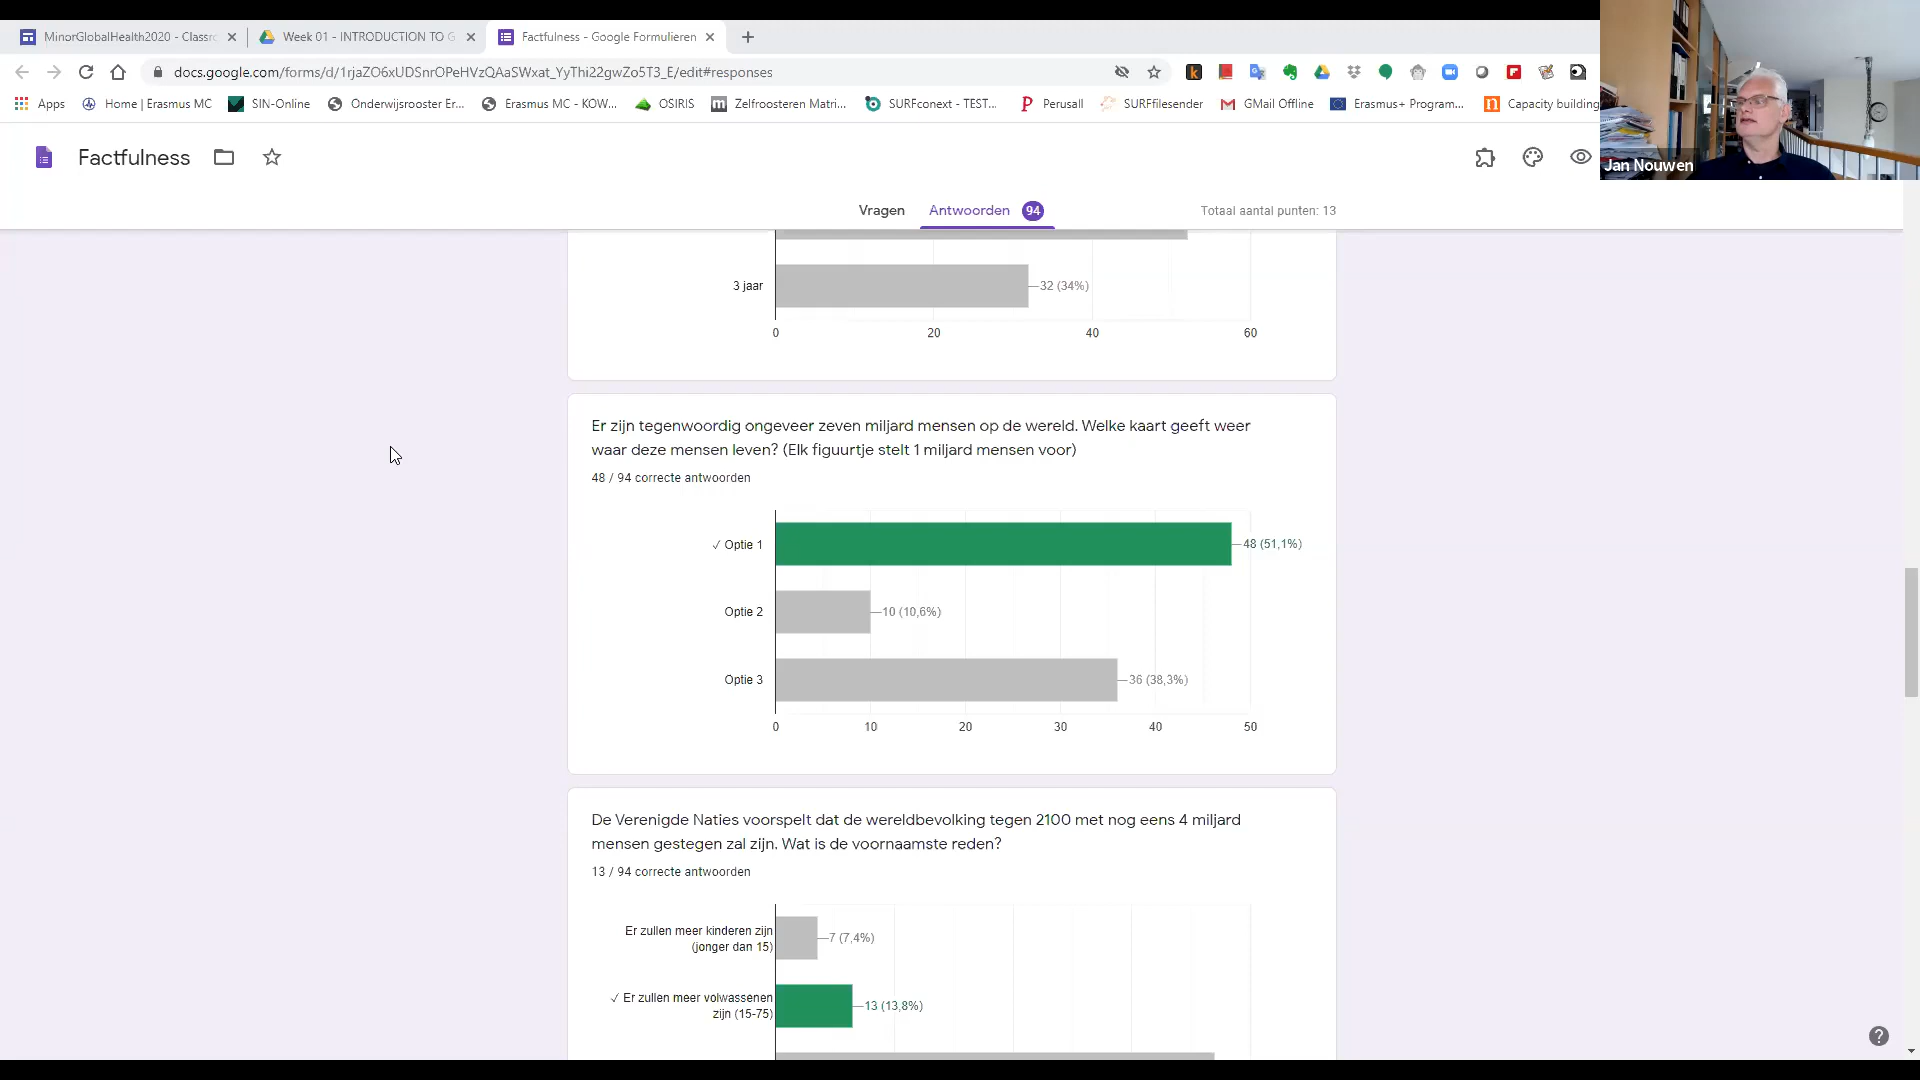 MinorGlobalHealth2020 - Classr
Week 01 - INTRODUCTION TO G
Factfulness - Google Formulieren
docs.google.com/forms/d/1rjaZO6xUDSnrOPeHVzQAaSWxat_YyThi22gwZo5T3_E/edit#responses
Apps
Home | Erasmus MC
SIN-Online
Onderwijsrooster Er...
Erasmus MC - KOW...
OSIRIS
Zelfroosteren Matri...
SURFconext - TEST...
Perusall
SURFfilesender
GMail Offline
Erasmus+ Program...
Capacity building
Jan Nouwen
Factfulness
Vragen
Antwoorden 94
Totaal aantal punten: 13
3 jaar
32 (34%)
0 20 40 60
Er zijn tegenwoordig ongeveer zeven miljard mensen op de wereld. Welke kaart geeft weer
waar deze mensen leven? (Elk figuurtje stelt 1 miljard mensen voor)
48 / 94 correcte antwoorden
✓ Optie 1
48 (51,1%)
Optie 2
10 (10,6%)
Optie 3
36 (38,3%)
0 10 20 30 40 50
De Verenigde Naties voorspelt dat de wereldbevolking tegen 2100 met nog eens 4 miljard
mensen gestegen zal zijn. Wat is de voornaamste reden?
13 / 94 correcte antwoorden
Er zullen meer kinderen zijn
(jonger dan 15)
7 (7,4%)
✓ Er zullen meer volwassenen
zijn (15-75)
13 (13,8%)